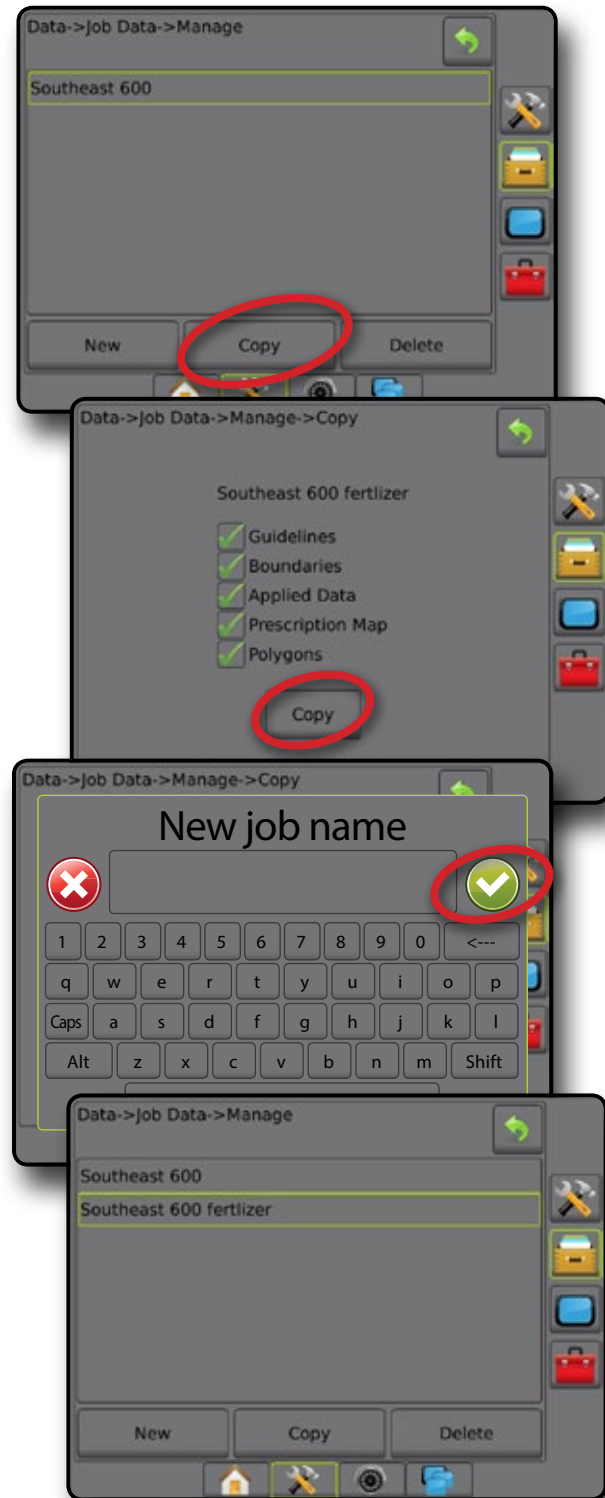 Data->Job Data->Manage
Southeast 600
New Copy Delete
Data->Job Data->Manage->Copy
Southeast 600 fertlizer
Guidelines
Boundaries
Applied Data
Prescription Map
Polygons
Copy
Data->Job Data->Manage->Copy
New job name
1 2 3 4 5 6 7 8 9 0 <---
q w e r t y u i o p
Caps a s d f g h j k l
Alt z x c v b n m Shift
Data->Job Data->Manage
Southeast 600
Southeast 600 fertlizer
New Copy Delete